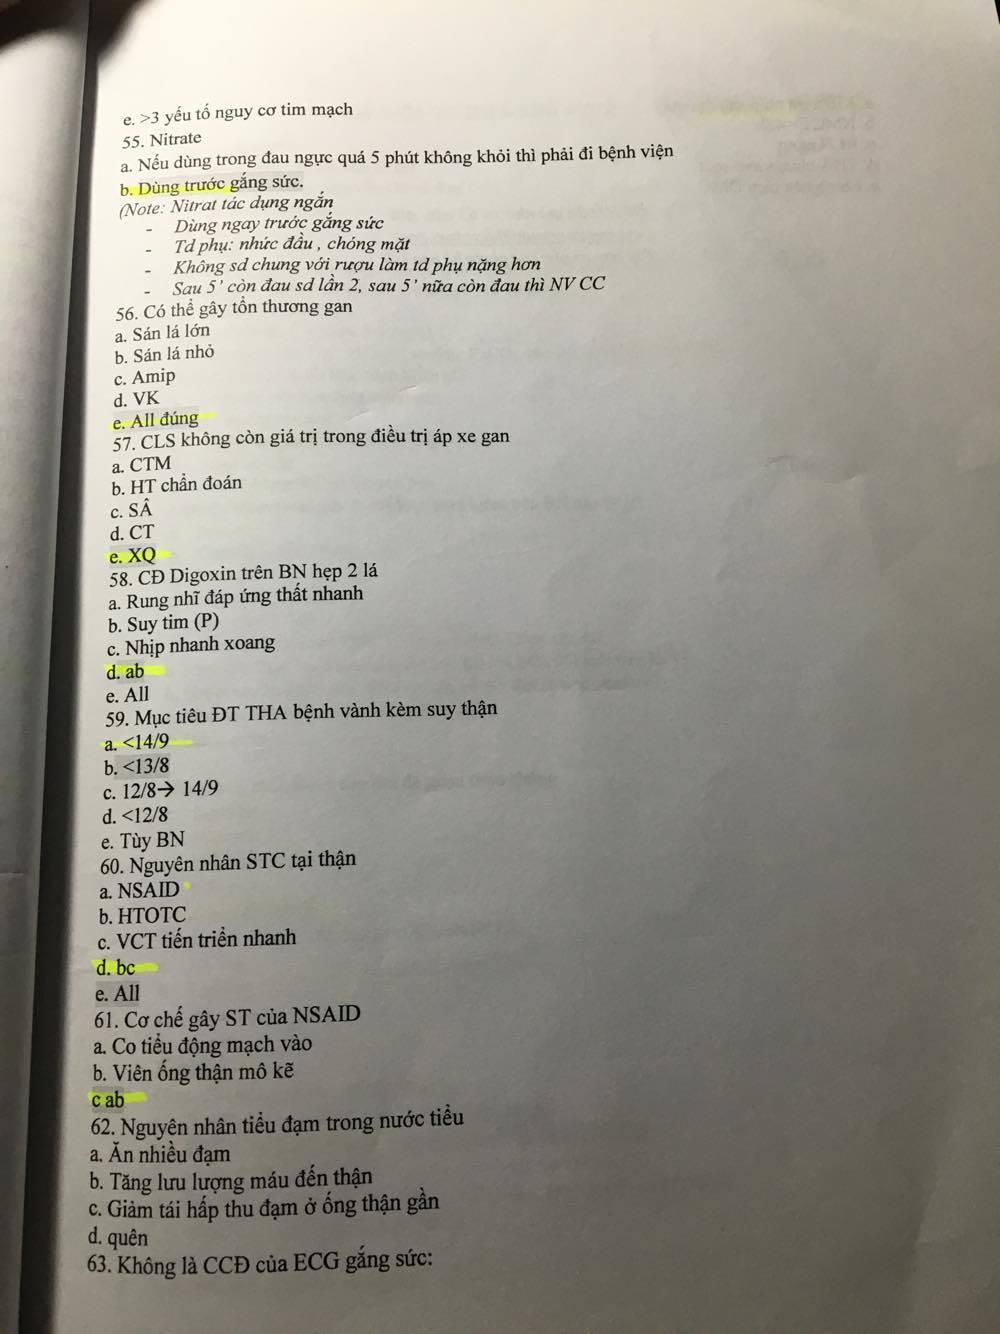 e. >3 yếu tố nguy cơ tim mạch
55. Nitrate
a. Nếu dùng trong đau ngực quá 5 phút không khỏi thì phải đi bệnh viện
b. Dùng trước gắng sức.
(Note: Nitrat tác dụng ngắn
- Dùng ngay trước gắng sức
- Td phụ: nhức đầu , chóng mặt
- Không sd chung với rượu làm td phụ nặng hơn
- Sau 5' còn đau sd lần 2, sau 5' nữa còn đau thì NV CC
56. Có thể gây tổn thương gan
a. Sán lá lớn
b. Sán lá nhỏ
c. Amip
d. VK
e. All đúng
57. CLS không còn giá trị trong điều trị áp xe gan
a. CTM
b. HT chẩn đoán
c. SÂ
d. CT
e. XQ
58. CĐ Digoxin trên BN hẹp 2 lá
a. Rung nhĩ đáp ứng thất nhanh
b. Suy tim (P)
c. Nhịp nhanh xoang
d. ab
e. All
59. Mục tiêu ĐT THA bệnh vành kèm suy thận
a. <14/9
b. <13/8
c. 12/8→ 14/9
d. <12/8
e. Tùy BN
60. Nguyên nhân STC tại thận
a. NSAID
b. HTOTC
c. VCT tiến triển nhanh
d. bc
e. All
61. Cơ chế gây ST của NSAID
a. Co tiểu động mạch vào
b. Viên ống thận mô kẽ
c ab
62. Nguyên nhân tiểu đạm trong nước tiểu
a. Ăn nhiều đạm
b. Tăng lưu lượng máu đến thận
c. Giảm tái hấp thu đạm ở ống thận gần
d. quên
63. Không là CCĐ của ECG gắng sức: